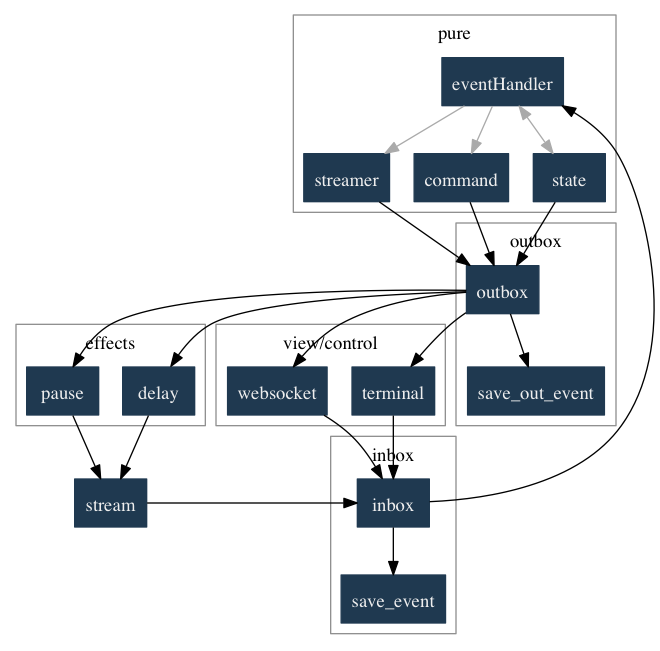 pure
eventHandler
streamer
command
state
outbox
outbox
effects
view/control
pause
delay
websocket
terminal
save_out_event
inbox
stream
inbox
save_event